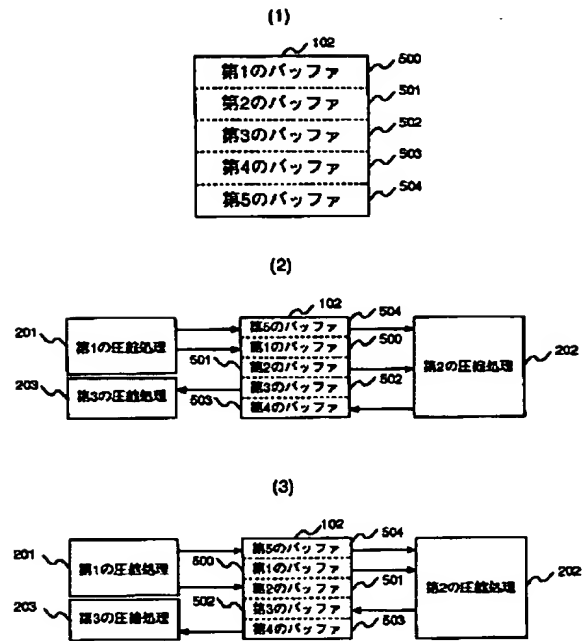 (1)
102
第1のバッファ
500
第2のバッファ
501
第3のバッファ
502
第4のバッファ
503
第5のバッファ
504
(2)
102
504
201
第1の圧縮処理
第5のバッファ
第1のバッファ
500
501
第2のバッファ
第2の圧縮処理
202
203
第3の圧縮処理
第3のバッファ
502
503
第4のバッファ
(3)
102
504
201
第1の圧縮処理
第5のバッファ
500
第1のバッファ
第2のバッファ
501
第2の圧縮処理
202
203
第3の圧縮処理
502
第3のバッファ
第4のバッファ
503